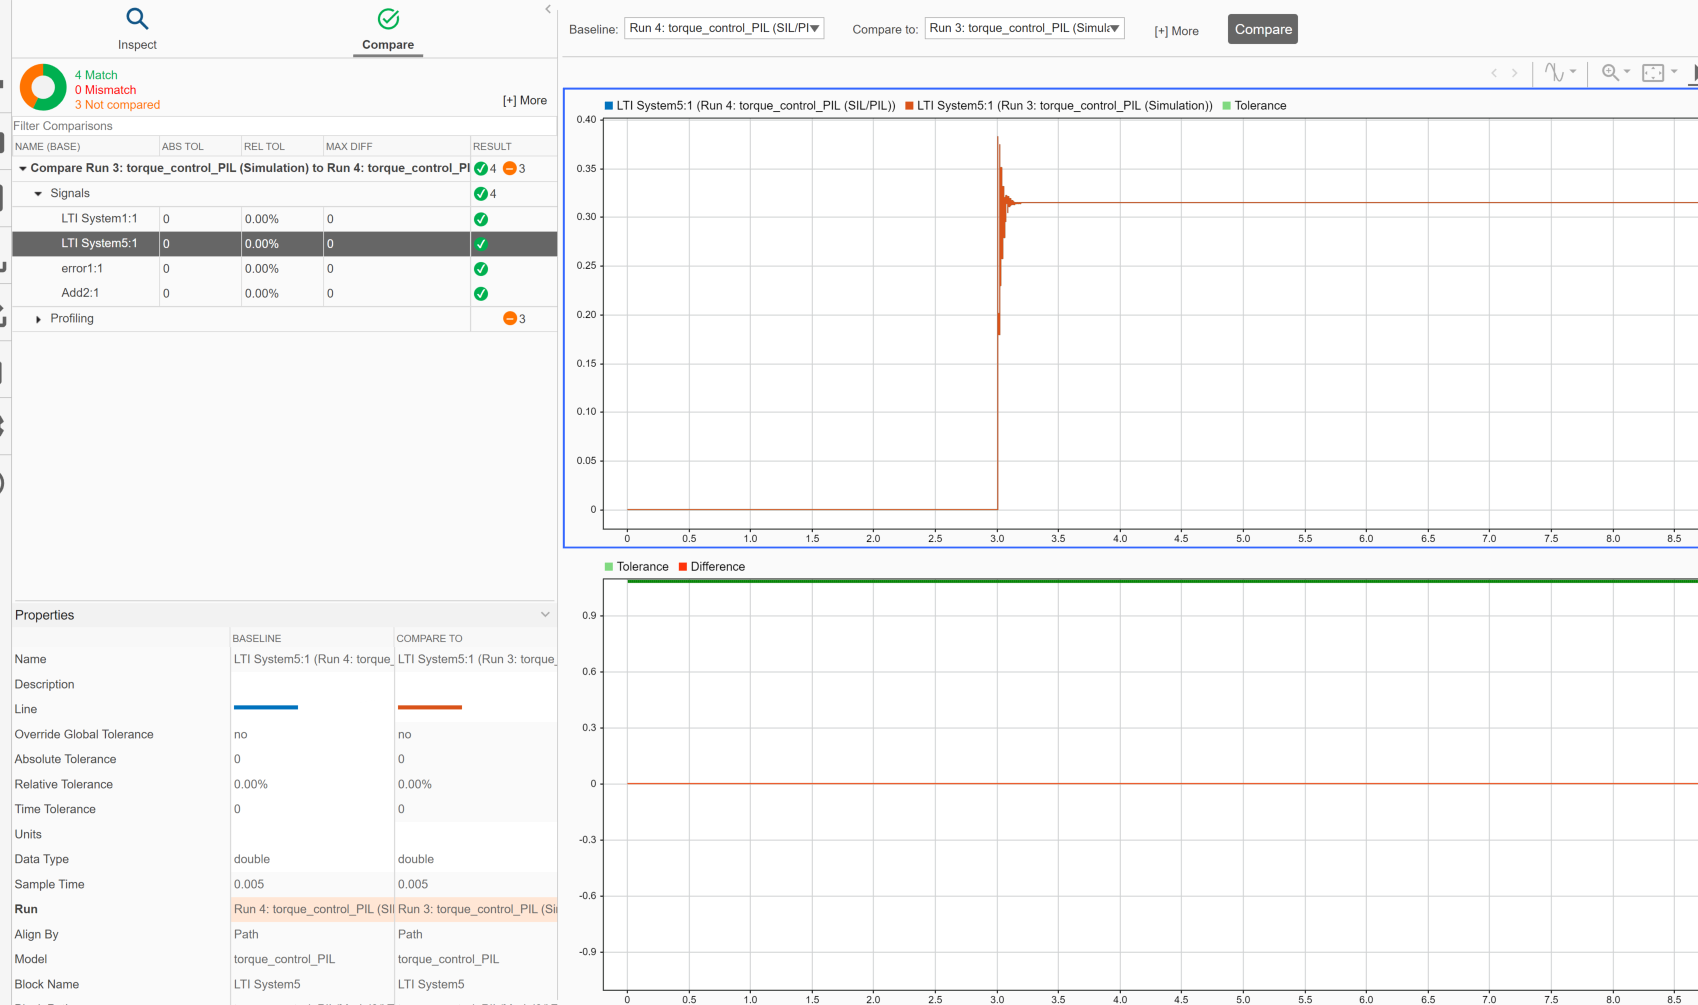 Inspect
Compare
4 Match
0 Mismatch
3 Not compared
[+] More
Filter Comparisons
NAME (BASE) ABS TOL REL TOL MAX DIFF RESULT
Compare Run 3: torque_control_PIL (Simulation) to Run 4: torque_control_PI 4 3
Signals 4
LTI System1:1 0 0.00% 0
LTI System5:1 0 0.00% 0
error1:1 0 0.00% 0
Add2:1 0 0.00% 0
Profiling 3
Properties
BASELINE COMPARE TO
Name LTI System5:1 (Run 4: torque_ LTI System5:1 (Run 3: torque_
Description
Line
Override Global Tolerance no no
Absolute Tolerance 0 0
Relative Tolerance 0.00% 0.00%
Time Tolerance 0 0
Units
Data Type double double
Sample Time 0.005 0.005
Run Run 4: torque_control_PIL (SI Run 3: torque_control_PIL (Si
Align By Path Path
Model torque_control_PIL torque_control_PIL
Block Name LTI System5 LTI System5
Baseline: Run 4: torque_control_PIL (SIL/PI Compare to: Run 3: torque_control_PIL (Simul [+] More Compare
LTI System5:1 (Run 4: torque_control_PIL (SIL/PIL)) LTI System5:1 (Run 3: torque_control_PIL (Simulation)) Tolerance
0.40
0.35
0.30
0.25
0.20
0.15
0.10
0.05
0
0 0.5 1.0 1.5 2.0 2.5 3.0 3.5 4.0 4.5 5.0 5.5 6.0 6.5 7.0 7.5 8.0 8.5
Tolerance Difference
0.9
0.6
0.3
0
-0.3
-0.6
-0.9
0 0.5 1.0 1.5 2.0 2.5 3.0 3.5 4.0 4.5 5.0 5.5 6.0 6.5 7.0 7.5 8.0 8.5